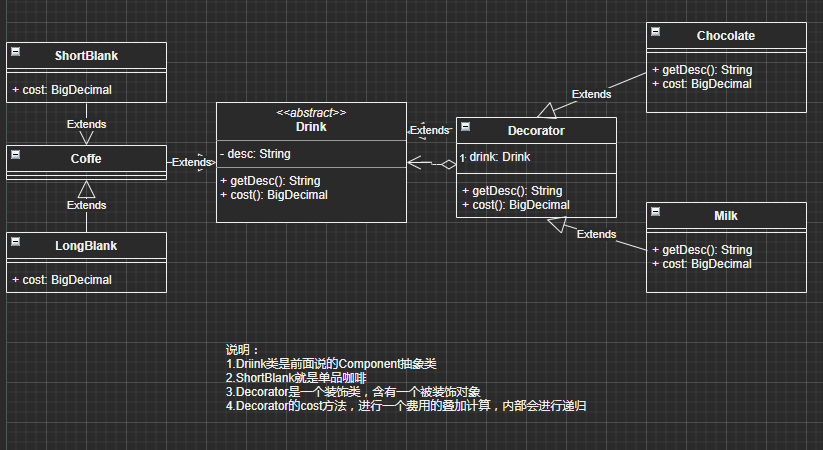 ShortBlank
+ cost: BigDecimal
Extends
Coffe
Extends
LongBlank
+ cost: BigDecimal
Extends
<<abstract>>
Drink
- desc: String
+ getDesc(): String
+ cost(): BigDecimal
Extends
Decorator
1 drink: Drink
+ getDesc(): String
+ cost(): BigDecimal
Extends
Chocolate
+ getDesc(): String
+ cost: BigDecimal
Extends
Milk
+ getDesc(): String
+ cost: BigDecimal
说明：
1.Driink类是前面说的Component抽象类
2.ShortBlank就是单品咖啡
3.Decorator是一个装饰类，含有一个被装饰对象
4.Decorator的cost方法，进行一个费用的叠加计算，内部会进行递归